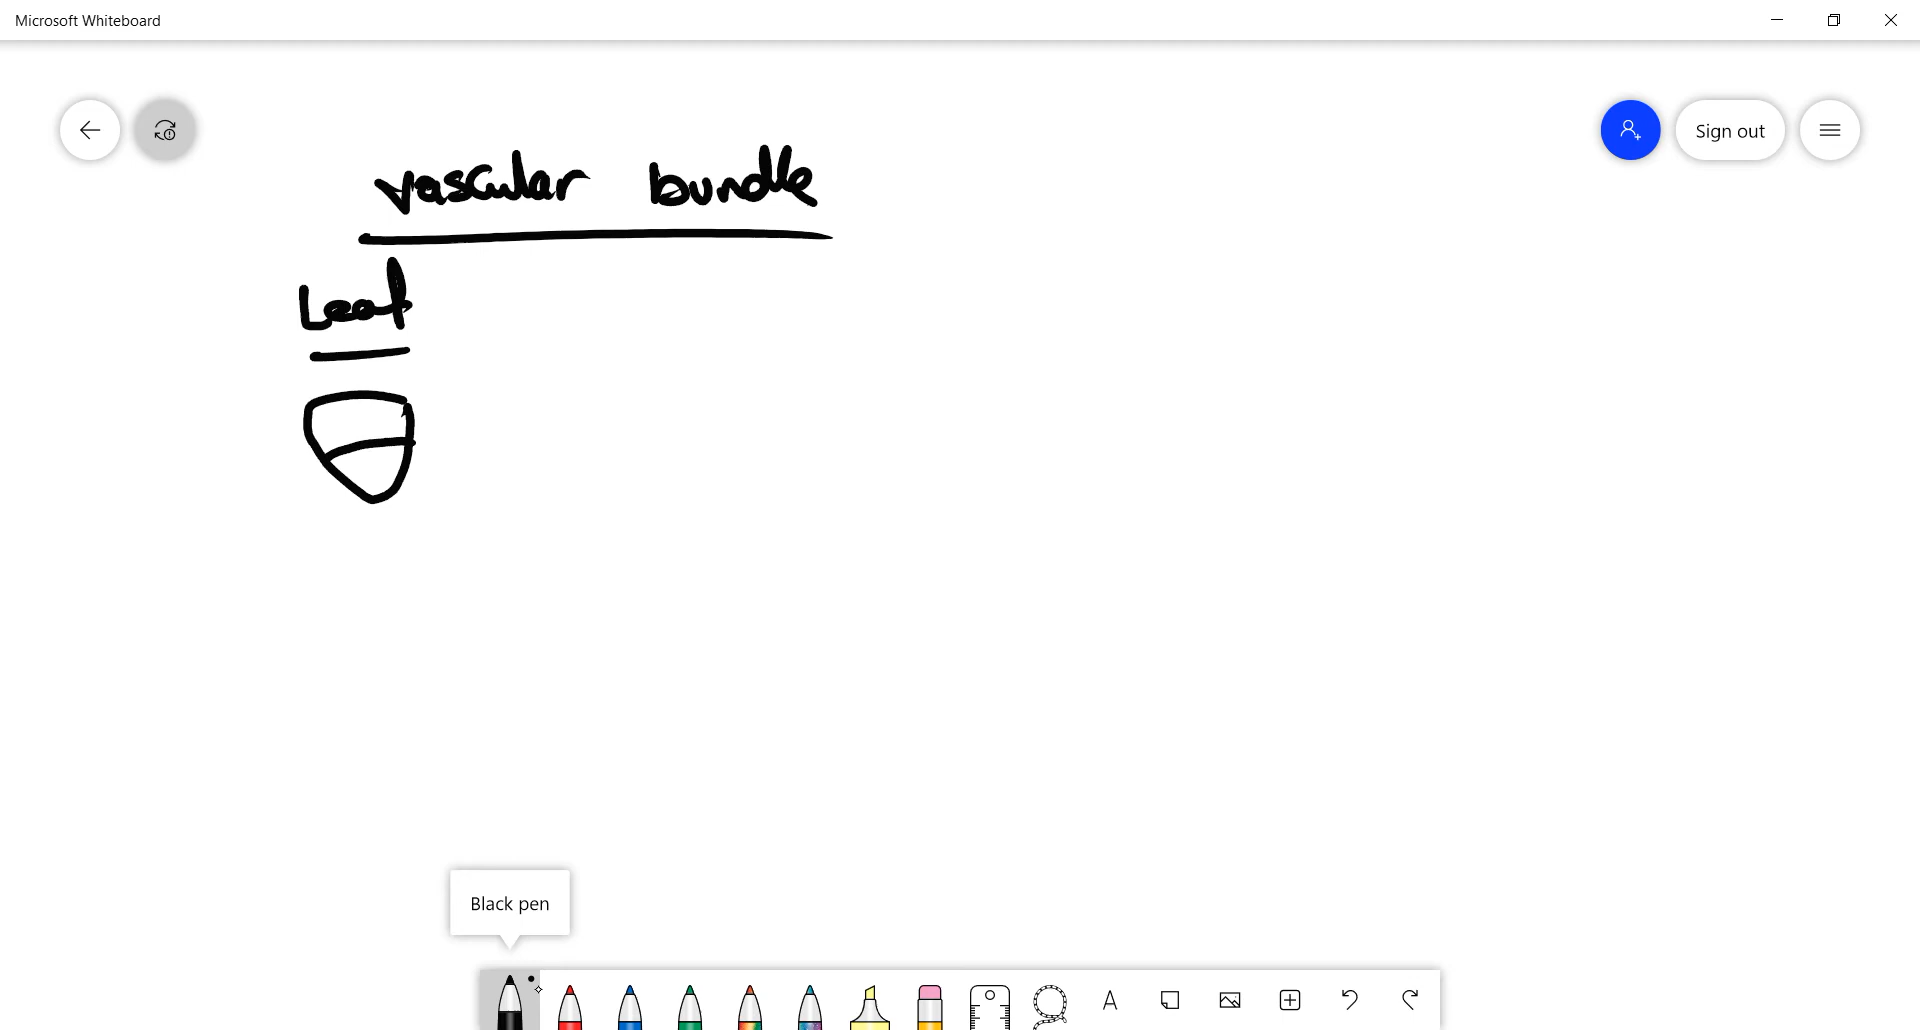 Microsoft Whiteboard
Sign out
vascular bundle
Leaf
Black pen
A